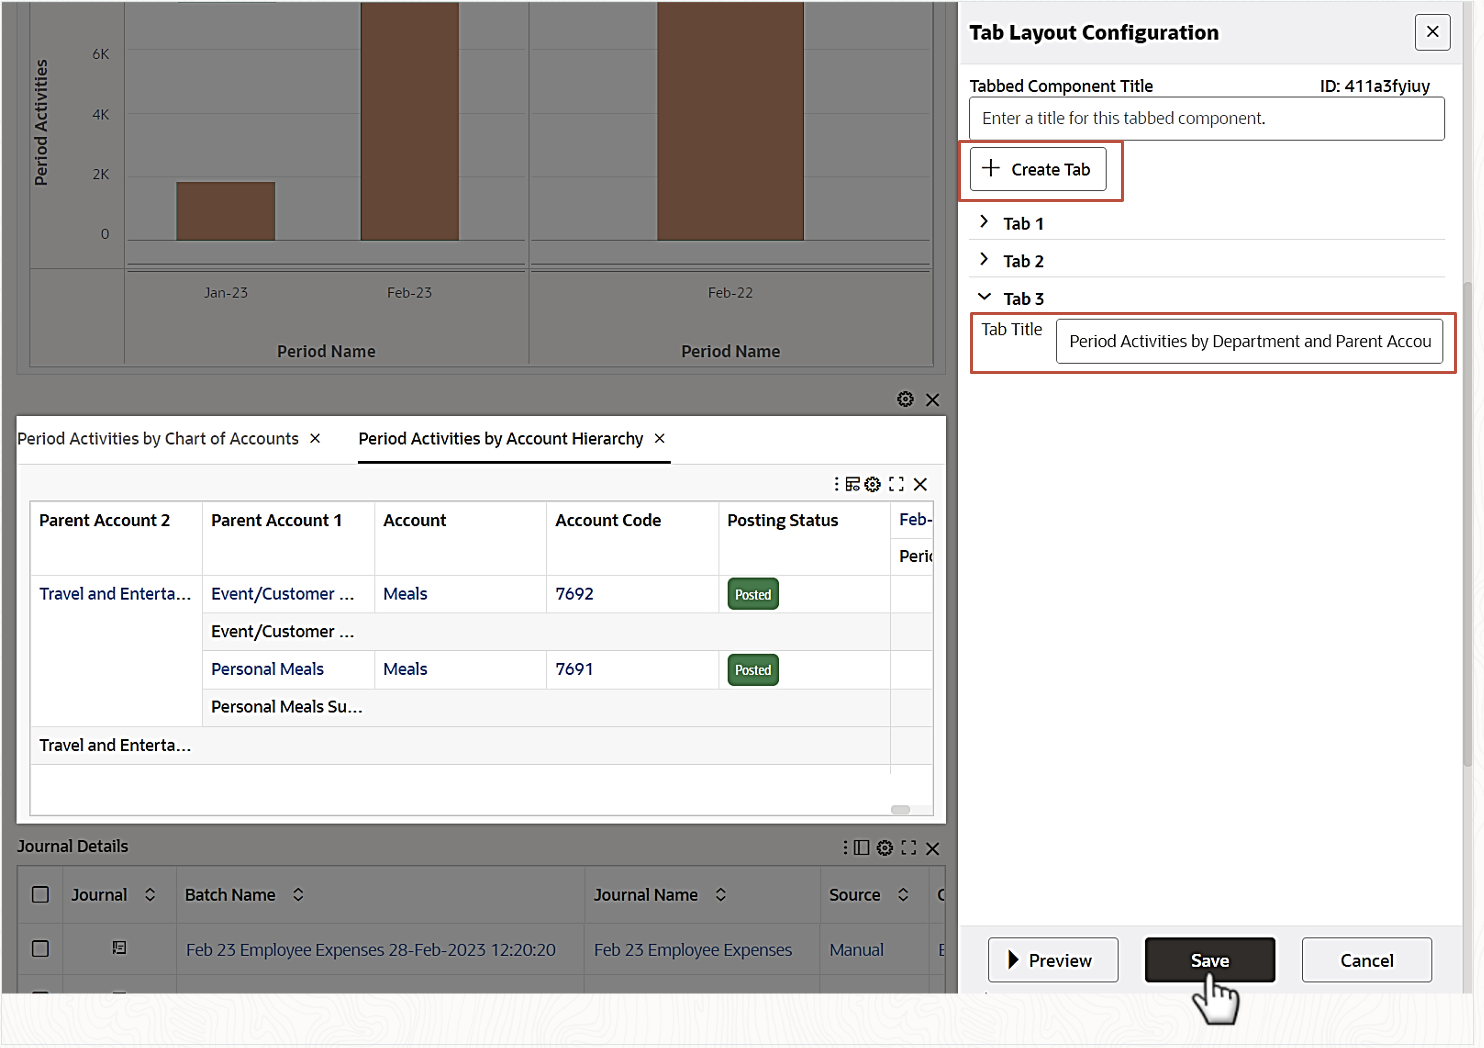 Period Activities
6K
4K
2K
0
Jan-23
Feb-23
Feb-22
Period Name
Period Name
Period Activities by Chart of Accounts
Period Activities by Account Hierarchy
Parent Account 2
Parent Account 1
Account
Account Code
Posting Status
Feb-
Peri
Travel and Enterta...
Event/Customer ...
Meals
7692
Posted
Event/Customer ...
Personal Meals
Meals
7691
Posted
Personal Meals Su...
Travel and Enterta...
Journal Details
Journal
Batch Name
Journal Name
Source
Feb 23 Employee Expenses 28-Feb-2023 12:20:20
Feb 23 Employee Expenses
Manual
Tab Layout Configuration
Tabbed Component Title
ID: 411a3fyiuy
Enter a title for this tabbed component.
Create Tab
Tab 1
Tab 2
Tab 3
Tab Title
Period Activities by Department and Parent Accou
Preview
Save
Cancel